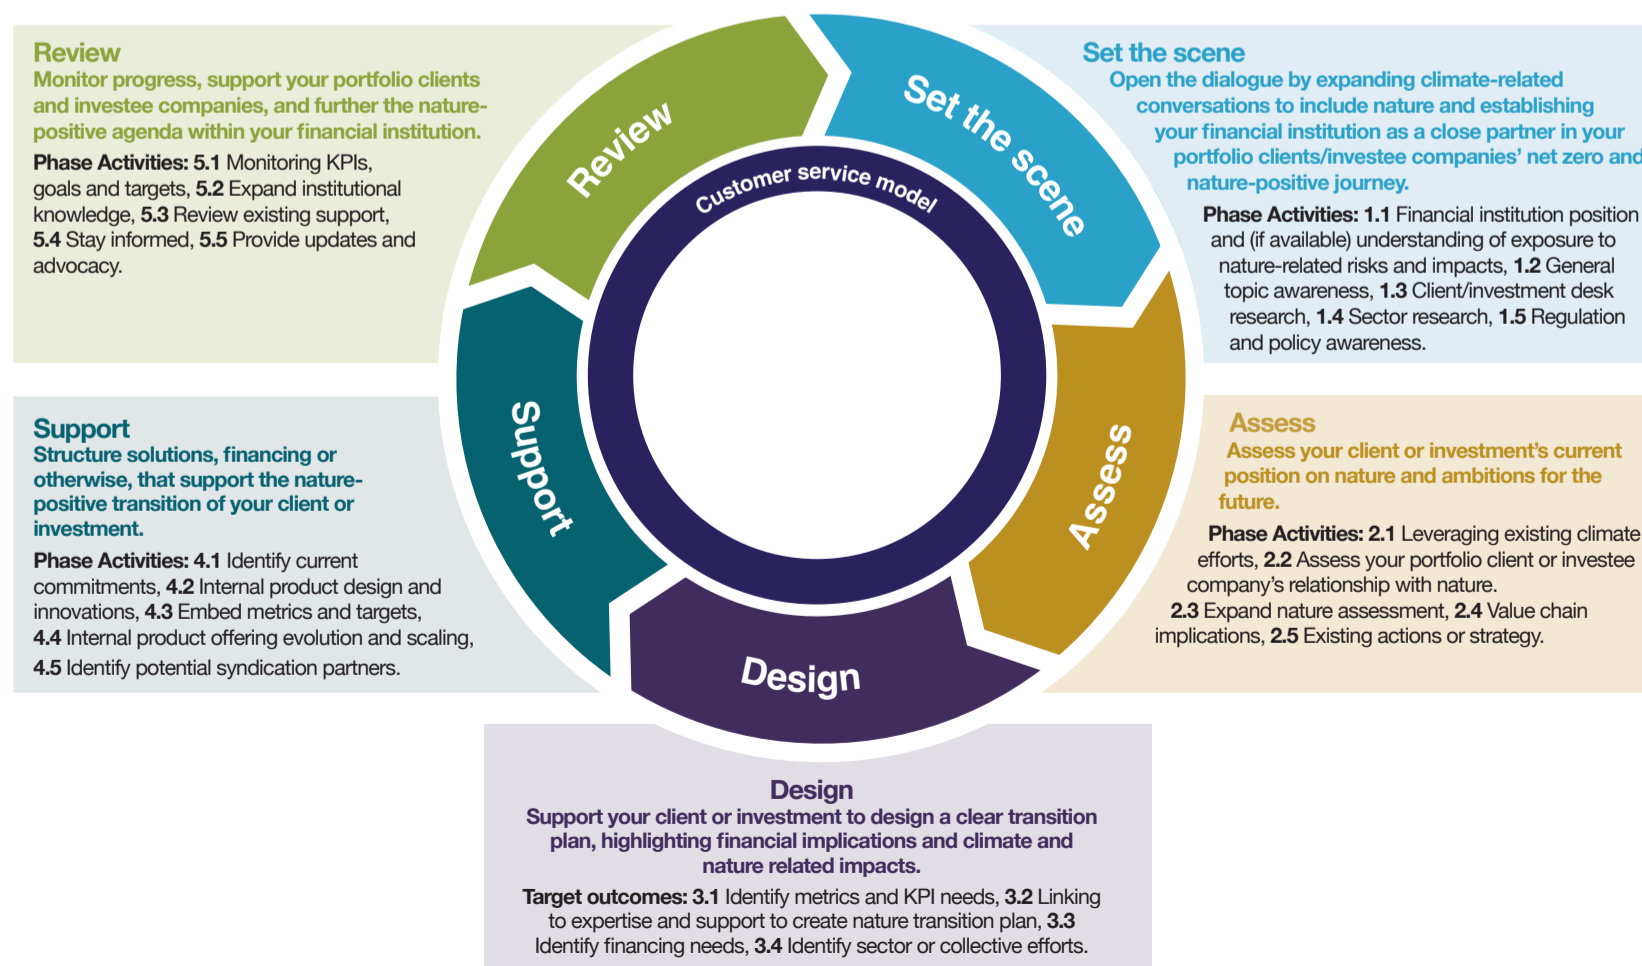 Review
Monitor progress, support your portfolio clients
and investee companies, and further the nature-
positive agenda within your financial institution.
Phase Activities: 5.1 Monitoring KPIs,
goals and targets, 5.2 Expand institutional
knowledge, 5.3 Review existing support,
5.4 Stay informed, 5.5 Provide updates and
advocacy.
Set the scene
Open the dialogue by expanding climate-related
conversations to include nature and establishing
your financial institution as a close partner in your
portfolio clients/investee companies’ net zero and
nature-positive journey.
Phase Activities: 1.1 Financial institution position
and (if available) understanding of exposure to
nature-related risks and impacts, 1.2 General
topic awareness, 1.3 Client/investment desk
research, 1.4 Sector research, 1.5 Regulation
and policy awareness.
Review
Set the scene
Customer service model
Support
Assess
Design
Support
Structure solutions, financing or
otherwise, that support the nature-
positive transition of your client or
investment.
Phase Activities: 4.1 Identify current
commitments, 4.2 Internal product design and
innovations, 4.3 Embed metrics and targets,
4.4 Internal product offering evolution and scaling,
4.5 Identify potential syndication partners.
Assess
Assess your client or investment’s current
position on nature and ambitions for the
future.
Phase Activities: 2.1 Leveraging existing climate
efforts, 2.2 Assess your portfolio client or investee
company’s relationship with nature.
2.3 Expand nature assessment, 2.4 Value chain
implications, 2.5 Existing actions or strategy.
Design
Support your client or investment to design a clear transition
plan, highlighting financial implications and climate and
nature related impacts.
Target outcomes: 3.1 Identify metrics and KPI needs, 3.2 Linking
to expertise and support to create nature transition plan, 3.3
Identify financing needs, 3.4 Identify sector or collective efforts.